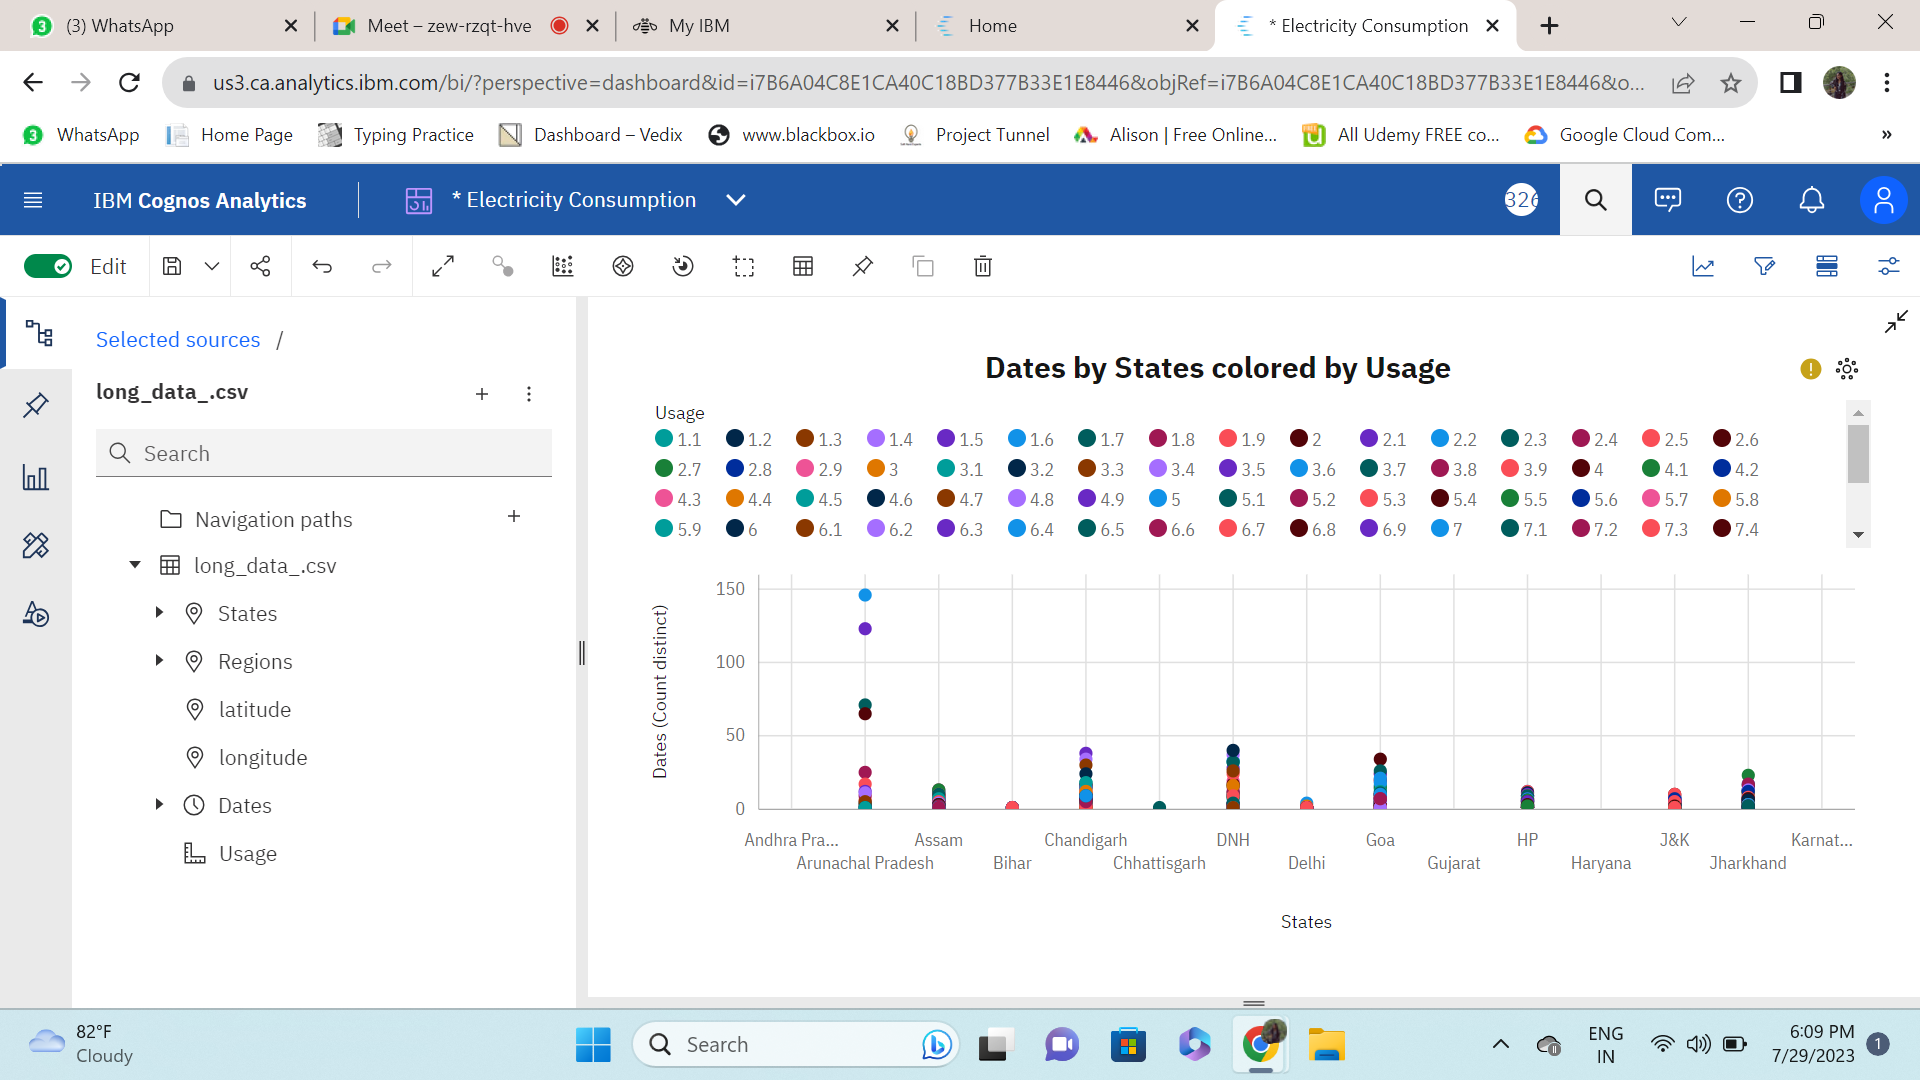 (3) WhatsApp
Meet – zew-rzqt-hve
My IBM
Home
* Electricity Consumption
us3.ca.analytics.ibm.com/bi/?perspective=dashboard&id=i7B6A04C8E1CA40C18BD377B33E1E8446&objRef=i7B6A04C8E1CA40C18BD377B33E1E8446&o...
WhatsApp
Home Page
Typing Practice
Dashboard – Vedix
www.blackbox.io
Project Tunnel
Alison | Free Online...
All Udemy FREE co...
Google Cloud Com...
»
IBM Cognos Analytics
* Electricity Consumption
326
Edit
Selected sources /
long_data_.csv
Search
Navigation paths
long_data_.csv
States
Regions
latitude
longitude
Dates
Usage
Dates by States colored by Usage
Usage
1.1 1.2 1.3 1.4 1.5 1.6 1.7 1.8 1.9 2 2.1 2.2 2.3 2.4 2.5 2.6
2.7 2.8 2.9 3 3.1 3.2 3.3 3.4 3.5 3.6 3.7 3.8 3.9 4 4.1 4.2
4.3 4.4 4.5 4.6 4.7 4.8 4.9 5 5.1 5.2 5.3 5.4 5.5 5.6 5.7 5.8
5.9 6 6.1 6.2 6.3 6.4 6.5 6.6 6.7 6.8 6.9 7 7.1 7.2 7.3 7.4
Dates (Count distinct)
150
100
50
0
Andhra Pra... Assam Chandigarh DNH Goa HP J&K Karnat...
Arunachal Pradesh Bihar Chhattisgarh Delhi Gujarat Haryana Jharkhand
States
82°F
Cloudy
Search
ENG
IN
6:09 PM
7/29/2023
1